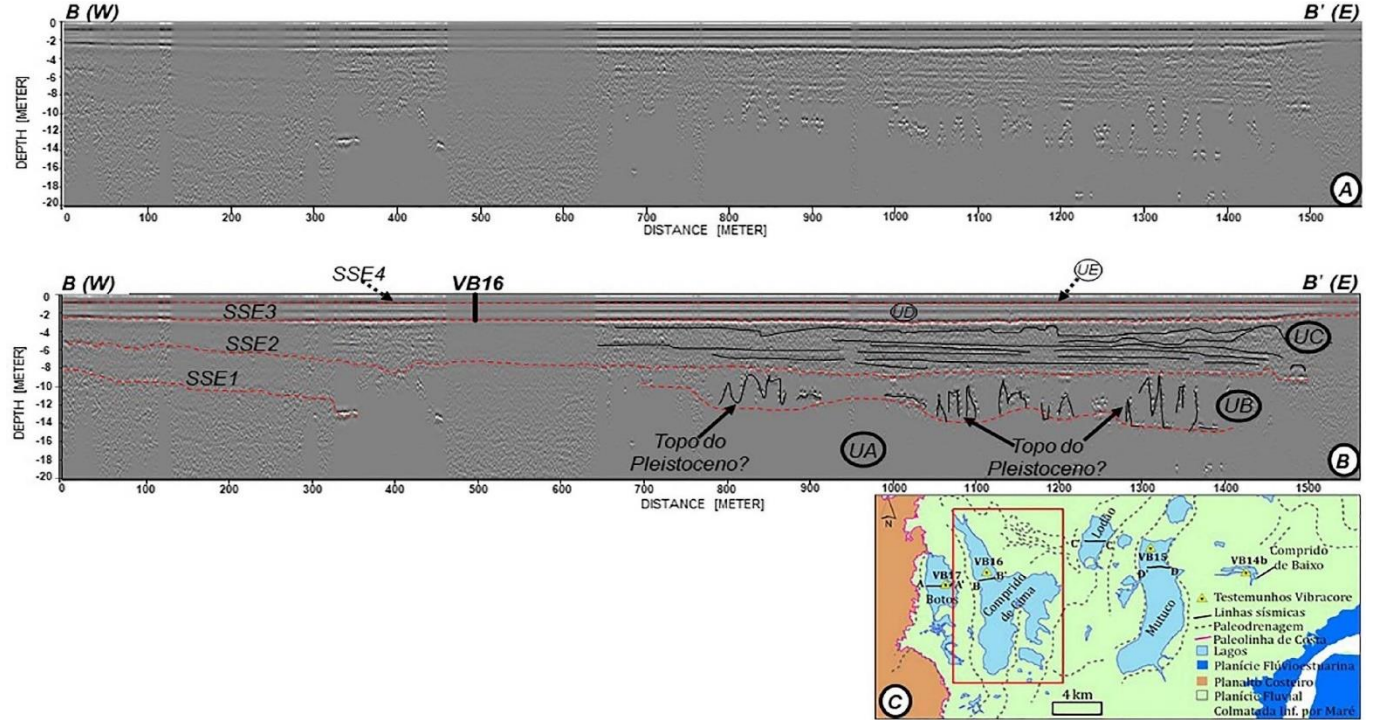 B (W)
B' (E)
DEPTH [METER]
0
-2
-4
-6
-8
-10
-12
-14
-16
-18
-20
0 100 200 300 400 500 600 700 800 900 1000 1100 1200 1300 1400 1500
DISTANCE [METER]
A
B (W)
SSE4
VB16
UE
B' (E)
DEPTH [METER]
0
-2
-4
-6
-8
-10
-12
-14
-16
-18
-20
SSE3
UD
SSE2
UC
SSE1
UB
Topo do
Pleistoceno?
UA
Topo do
Pleistoceno?
B
0 100 200 300 400 500 600 700 800 900 1000 1100 1200 1300 1400 1500
DISTANCE [METER]
N
Lodão
C C'
VB16
VB15
VB14b
Comprido
de Baixo
VB17
A A'
B B'
D' D
Botos
Comprido
de Cima
Mutuco
Testemunhos Vibracore
Linhas sísmicas
Paleodrenagem
Paleolinha de Costa
Lagos
Planície Flúvioestuarina
Planalto Costeiro
Planície Fluvial
Colmatada Inf. por Maré
4 km
C